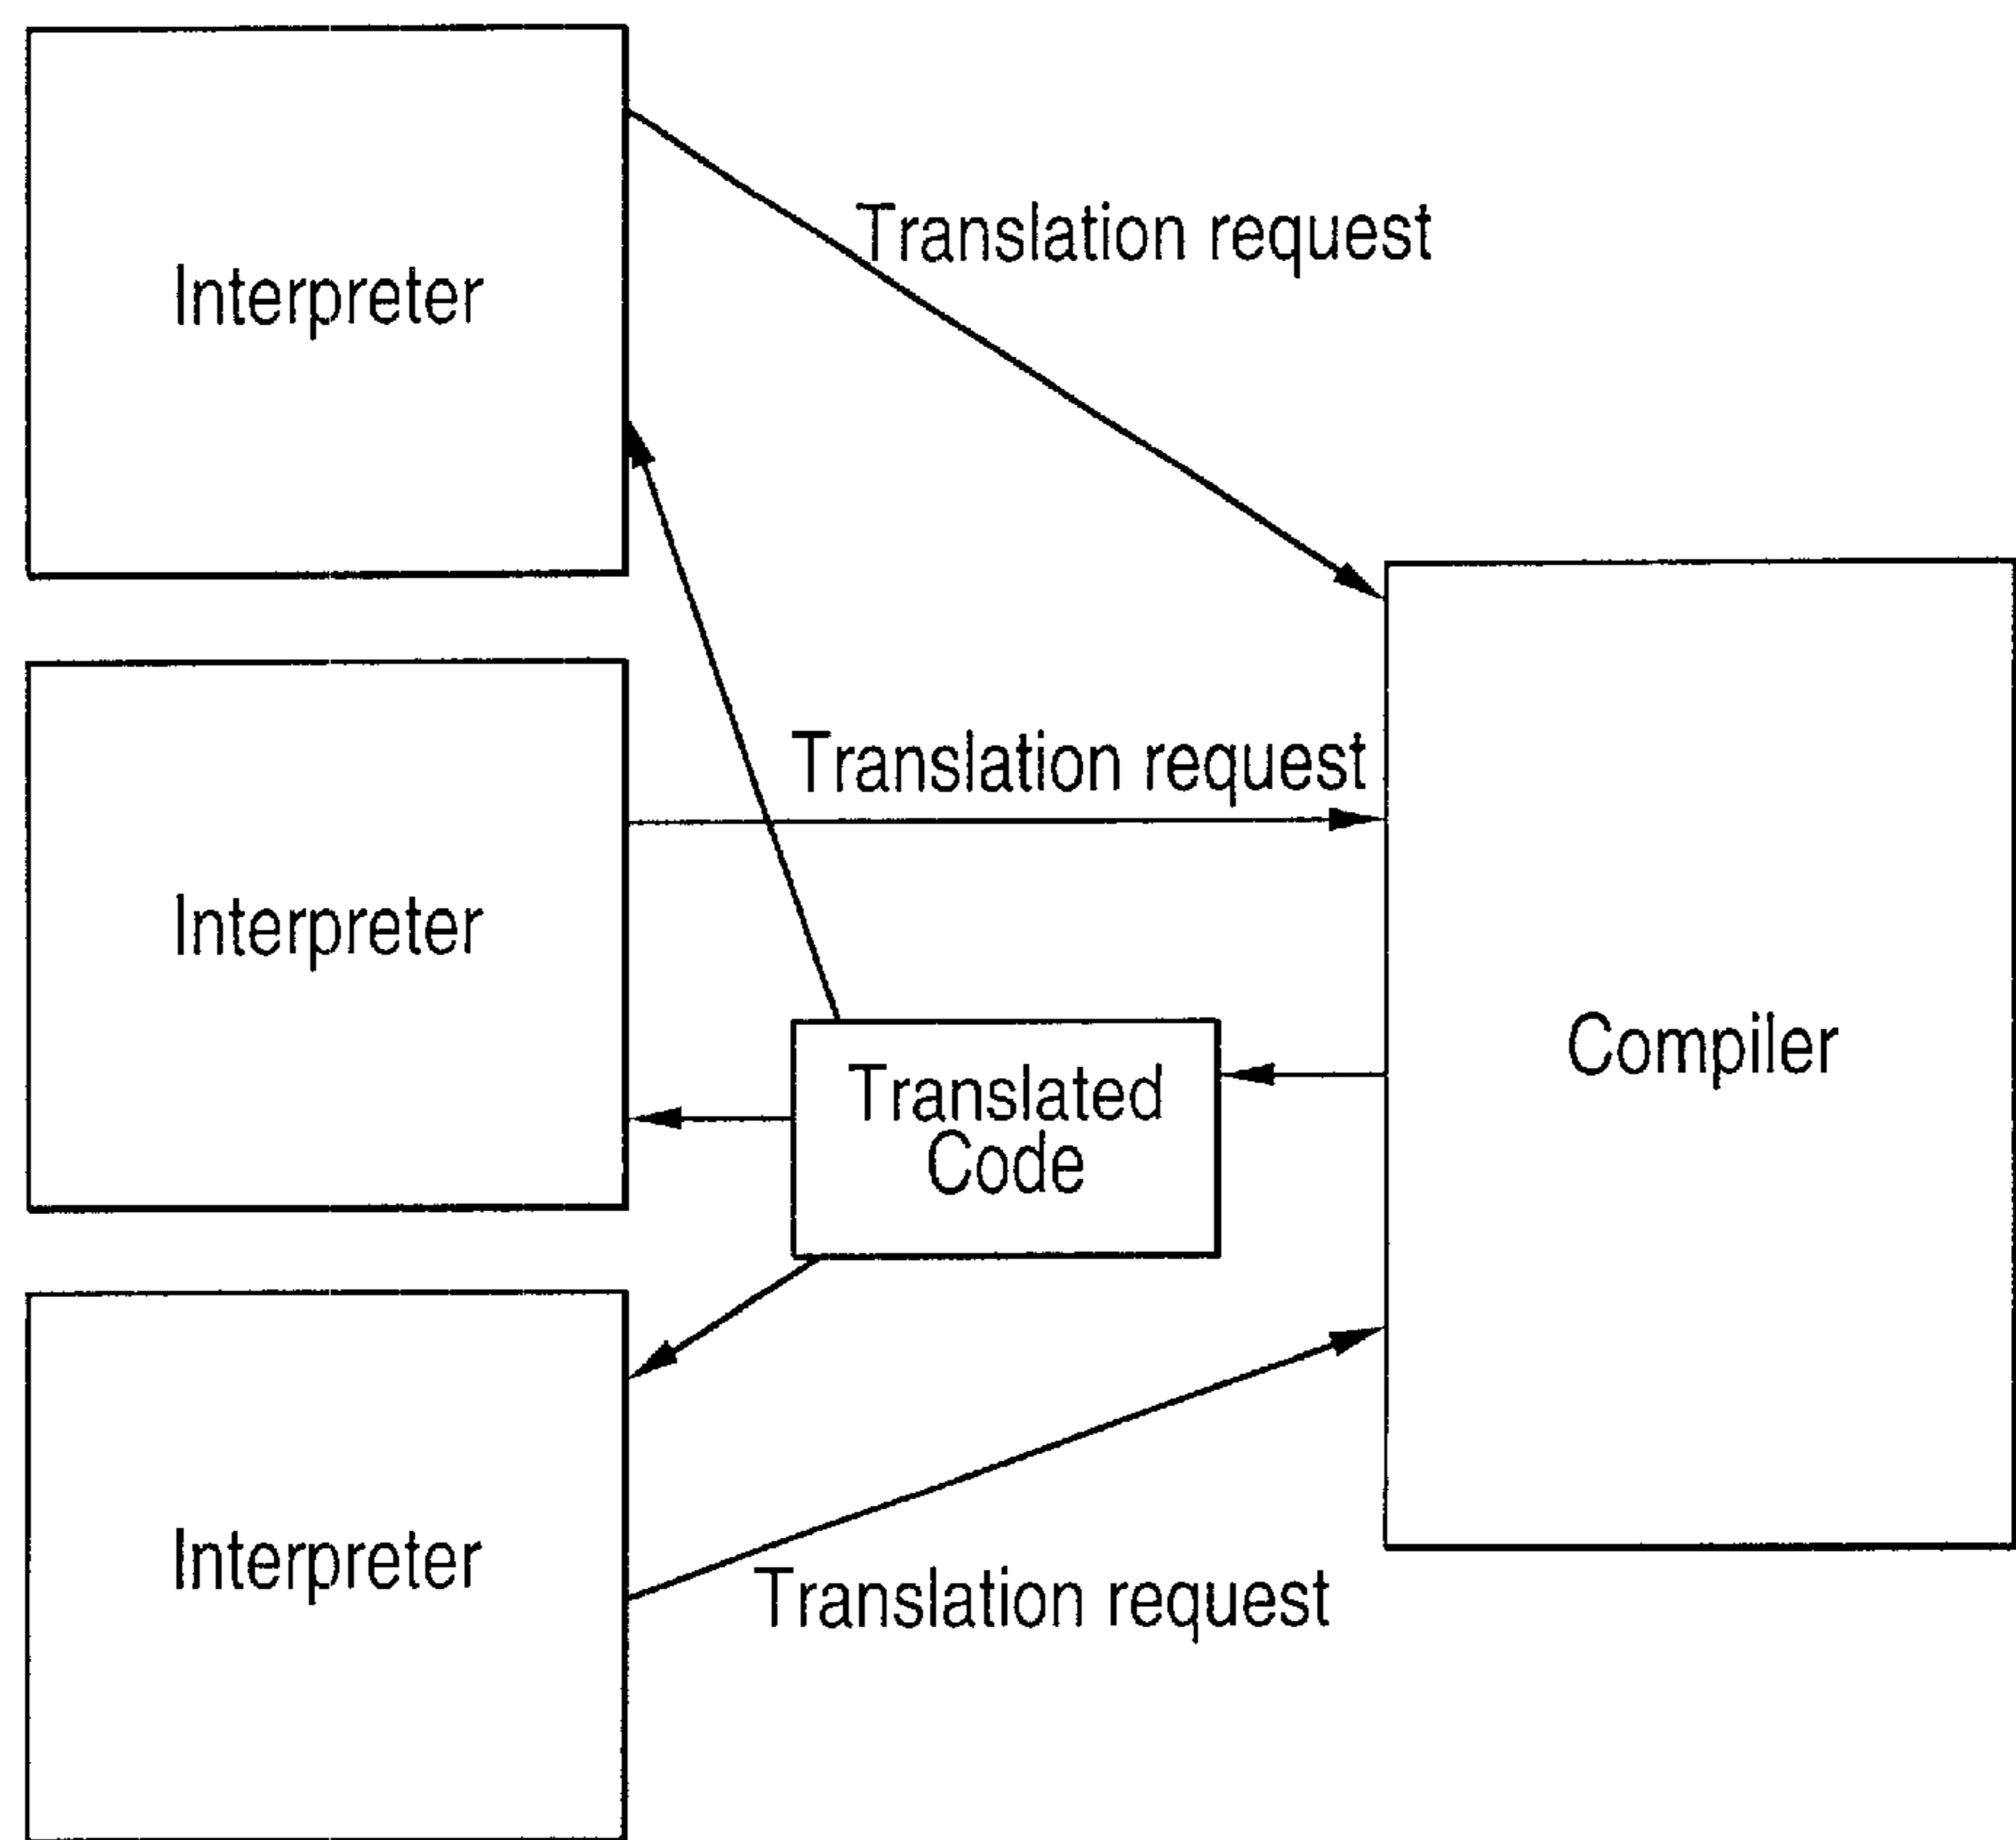 Translation request
Interpreter
Translation request
Interpreter
Translated
Code
Compiler
Interpreter
Translation request